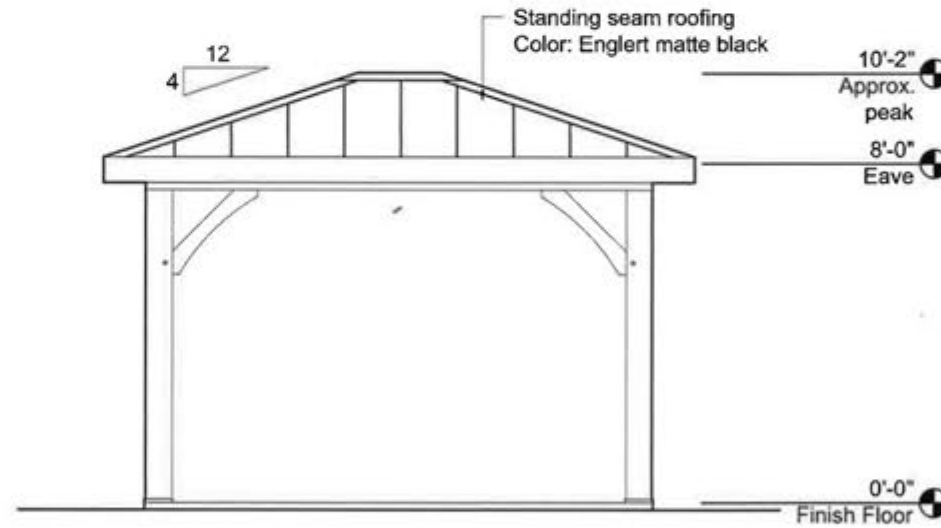 Standing seam roofing
Color: Englert matte black
12
4
10'-2"
Approx.
peak
8'-0"
Eave
0'-0"
Finish Floor